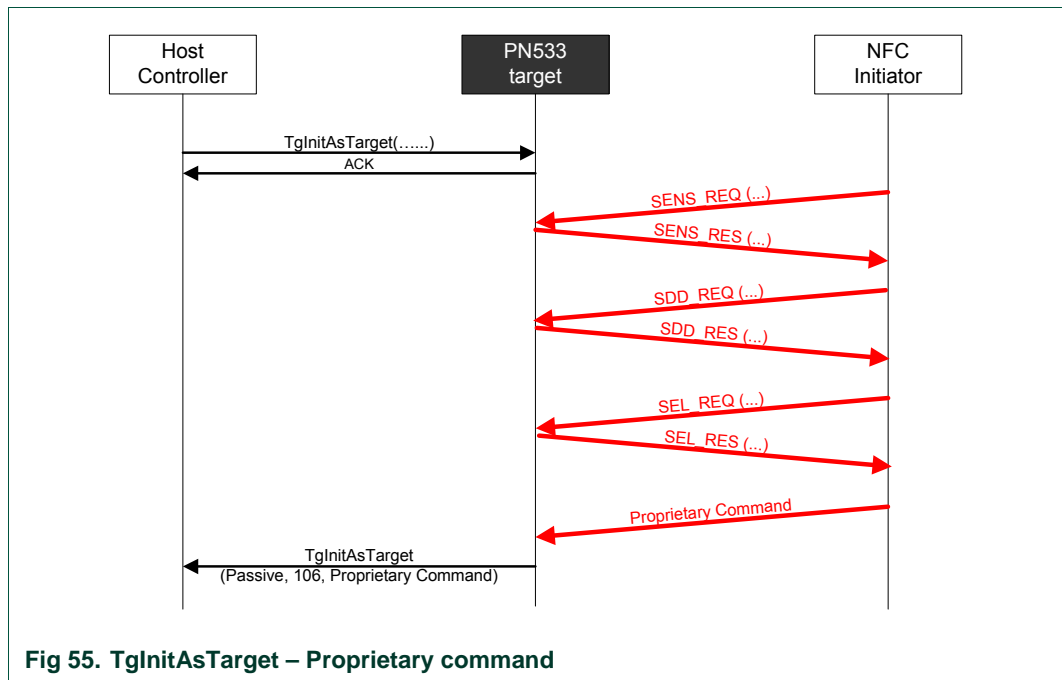 Host
Controller
PN533
target
NFC
Initiator
TgInitAsTarget(…...)
ACK
SENS_REQ (...)
SENS_RES (...)
SDD_REQ (...)
SDD_RES (...)
SEL_REQ (...)
SEL_RES (...)
Proprietary Command
TgInitAsTarget
(Passive, 106, Proprietary Command)
Fig 55. TgInitAsTarget – Proprietary command